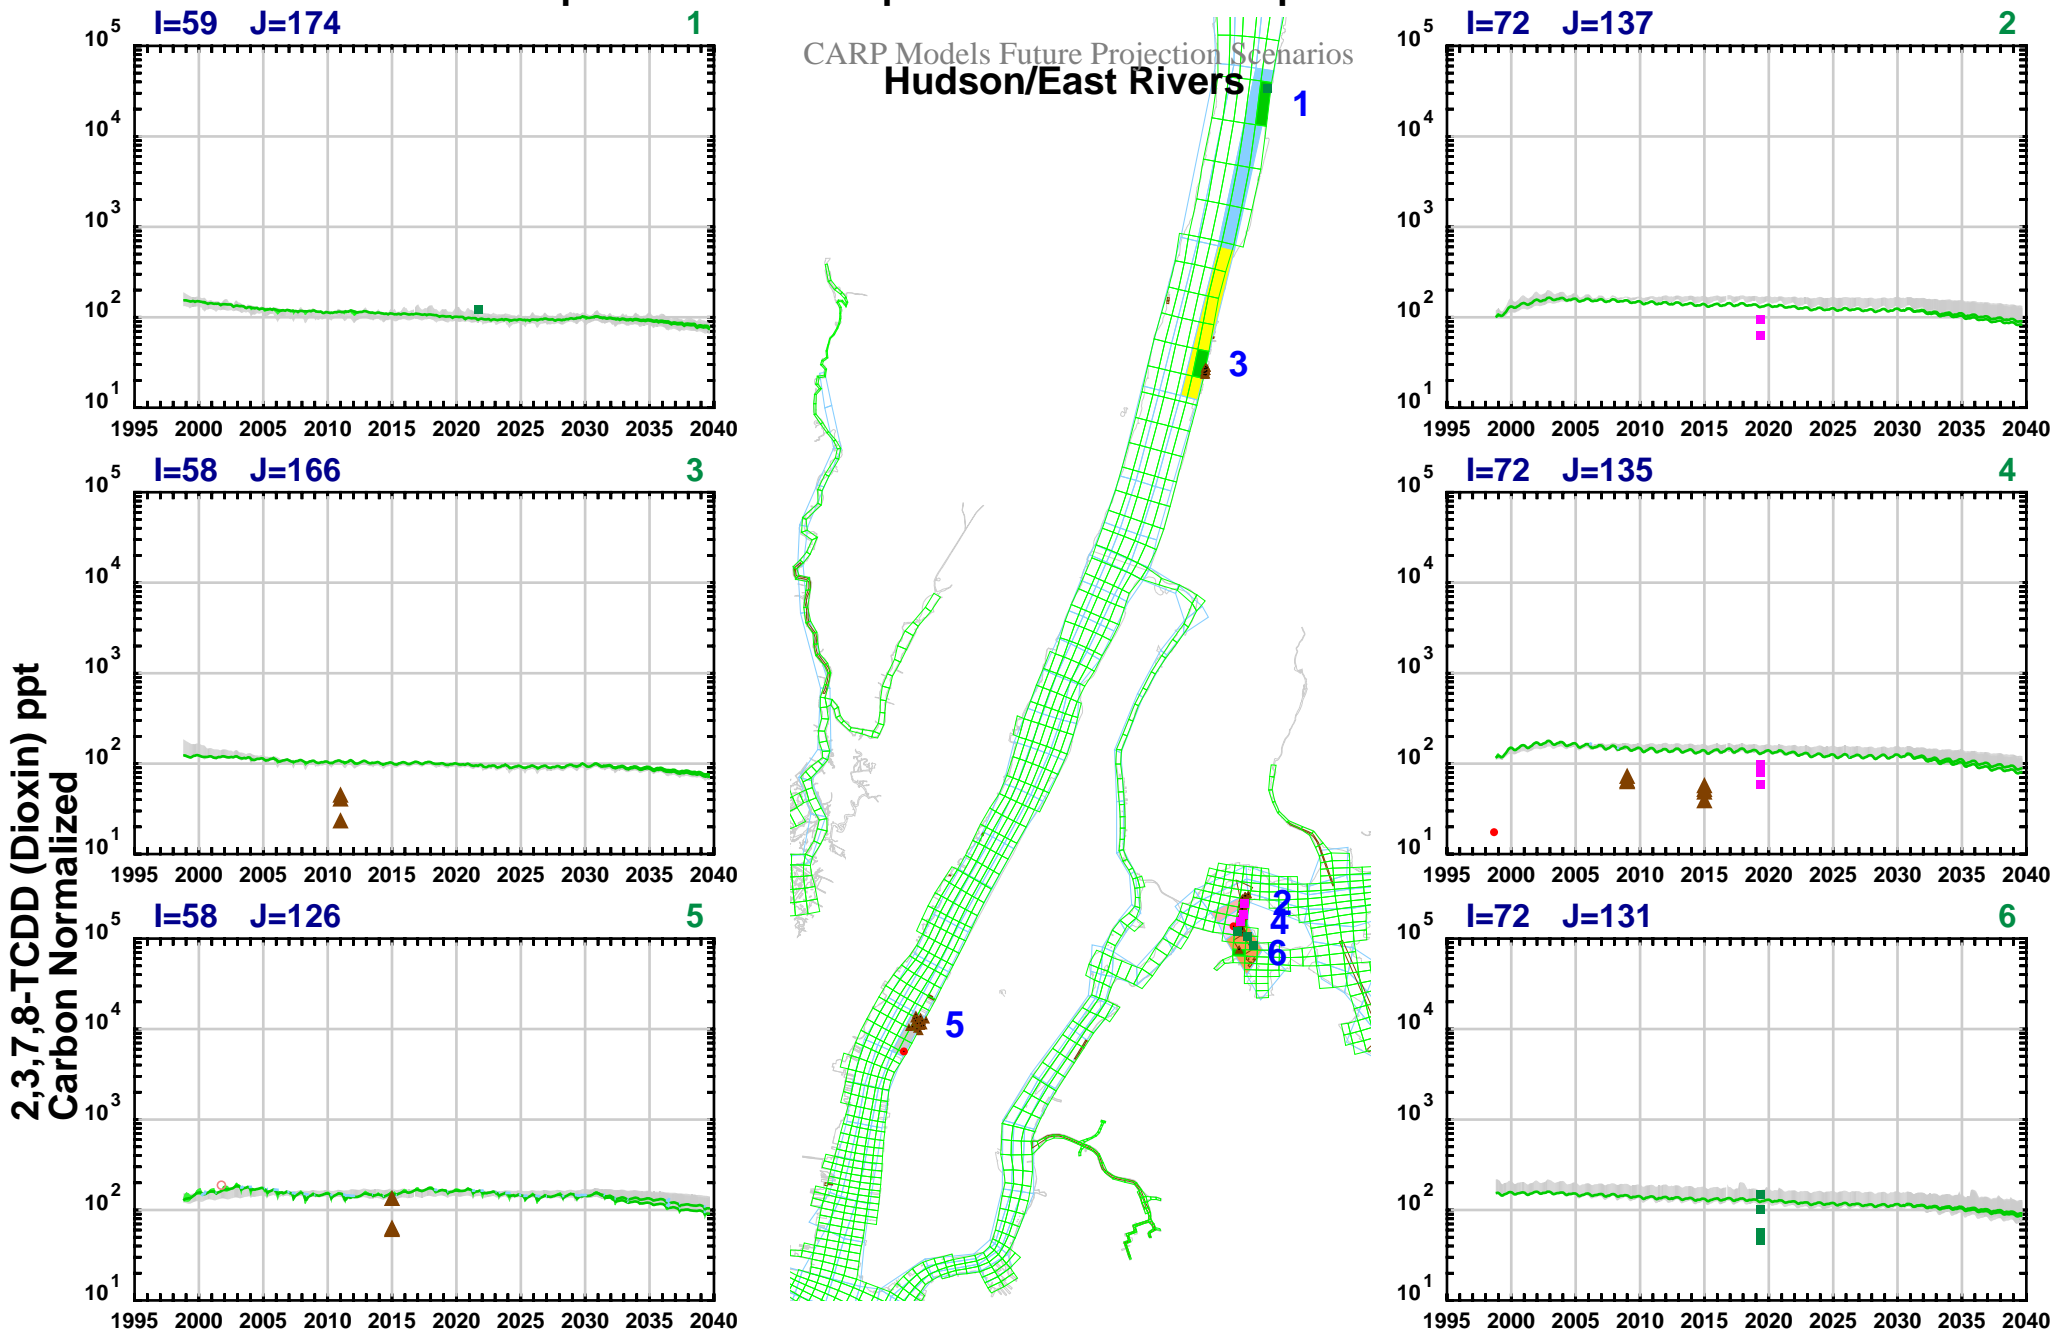 CARP Models Future Projection Scenarios
Hudson/East Rivers
2,3,7,8-TCDD (Dioxin) ppt
Carbon Normalized
I=59 J=174 1
10^5
10^4
10^3
10^2
10^1
1995 2000 2005 2010 2015 2020 2025 2030 2035 2040
I=72 J=137 2
10^5
10^4
10^3
10^2
10^1
1995 2000 2005 2010 2015 2020 2025 2030 2035 2040
I=58 J=166 3
10^5
10^4
10^3
10^2
10^1
1995 2000 2005 2010 2015 2020 2025 2030 2035 2040
I=72 J=135 4
10^5
10^4
10^3
10^2
10^1
1995 2000 2005 2010 2015 2020 2025 2030 2035 2040
I=58 J=126 5
10^5
10^4
10^3
10^2
10^1
1995 2000 2005 2010 2015 2020 2025 2030 2035 2040
I=72 J=131 6
10^5
10^4
10^3
10^2
10^1
1995 2000 2005 2010 2015 2020 2025 2030 2035 2040
1
3
2
4
6
5